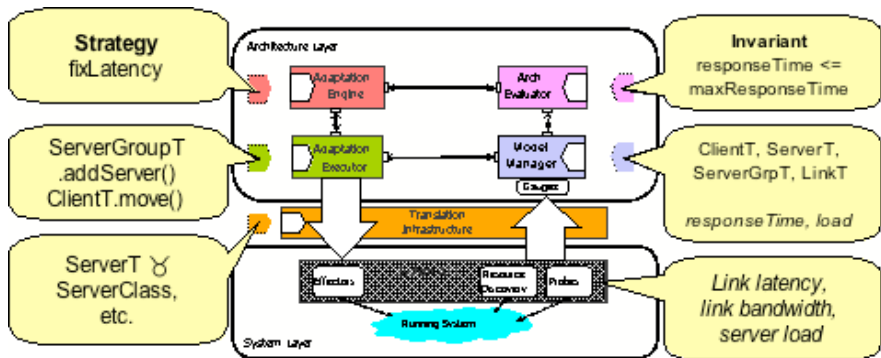 Strategy
fixLatency
ServerGroupT
.addServer()
ClientT.move()
ServerT ♉
ServerClass,
etc.
Architecture Layer
Adaptation
Engine
Arch
Evaluator
Adaptation
Executor
Model
Manager
Gauges
Translation
Infrastructure
Effectors
Resource
Discovery
Probes
Running System
System Layer
Invariant
responseTime <=
maxResponseTime
ClientT, ServerT,
ServerGrpT, LinkT
responseTime, load
Link latency,
link bandwidth,
server load